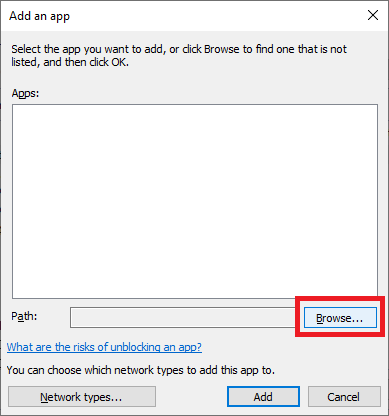 Add an app
Select the app you want to add, or click Browse to find one that is not
listed, and then click OK.
Apps:
Path:
Browse...
What are the risks of unblocking an app?
You can choose which network types to add this app to.
Network types...
Add
Cancel